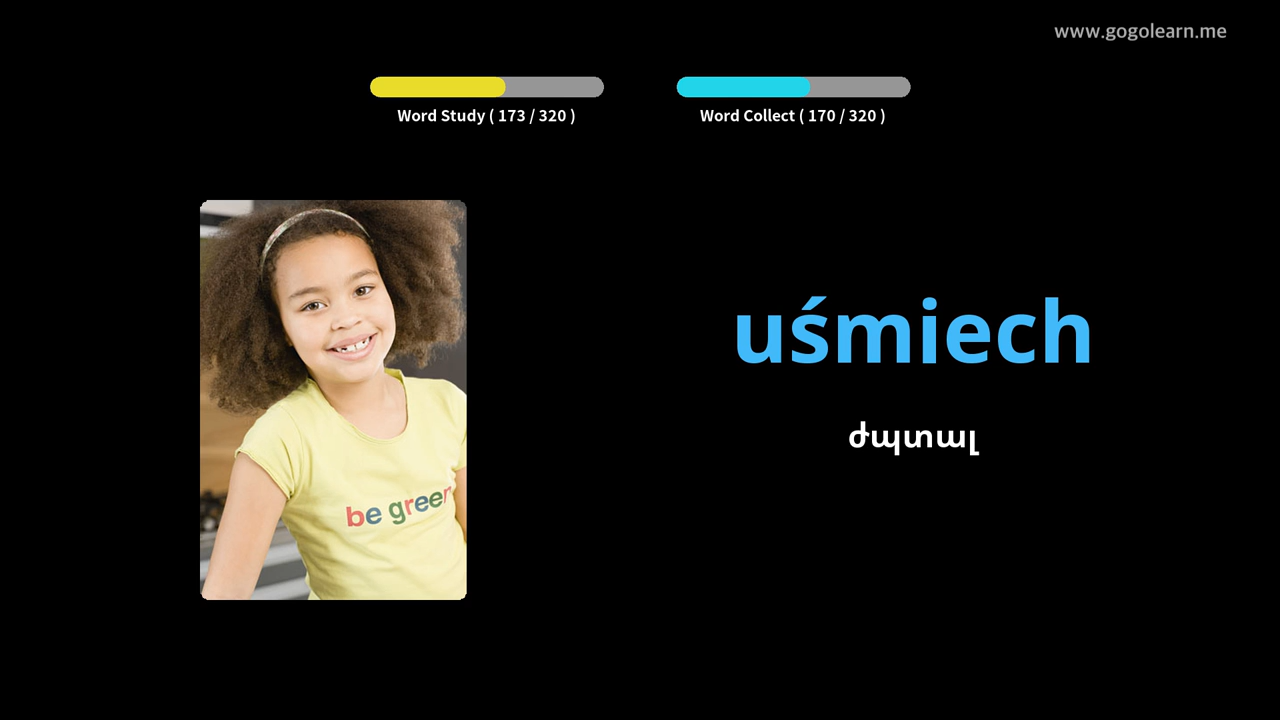 www.gogolearn.me
Word Study ( 173 / 320 )
Word Collect ( 170 / 320 )
be green
uśmiech
ժպտալ